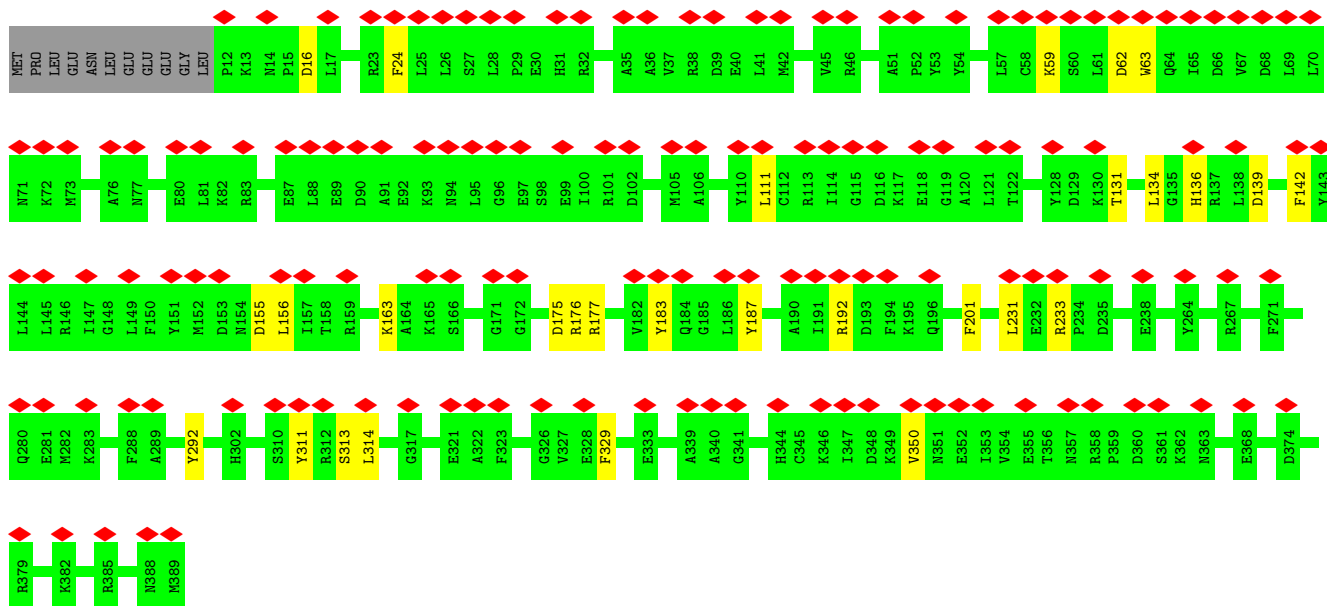 MET PRO LEU GLU ASN LEU GLU GLU GLU GLY LEU P12 K13 N14 P15 D16 L17 R23 F24 L25 L26 S27 L28 P29 E30 H31 R32 A35 A36 V37 R38 D39 E40 L41 M42 V45 R46 A51 P52 Y53 Y54 L57 C58 K59 S60 L61 D62 W63 Q64 I65 D66 V67 D68 L69 L70
N71 K72 M73 A76 N77 E80 L81 K82 R83 E87 L88 E89 D90 A91 E92 K93 N94 L95 G96 E97 S98 E99 I100 R101 D102 M105 A106 Y110 L111 C112 R113 I114 G115 D116 K117 E118 G119 A120 L121 T122 Y128 D129 K130 T131 L134 G135 H136 R137 L138 D139 F142 Y143
L144 L145 R146 I147 G148 L149 F150 Y151 M152 D153 N154 D155 L156 I157 T158 R159 K163 A164 K165 S166 G171 G172 D175 R176 R177 V182 Y183 Q184 G185 L186 Y187 A190 I191 R192 D193 F194 K195 Q196 F201 L231 E232 R233 P234 D235 E238 Y264 R267 F271
Q280 E281 M282 K283 F288 A289 Y292 H302 S310 Y311 R312 S313 L314 G317 E321 A322 F323 G326 V327 E328 F329 E333 A339 A340 G341 H344 C345 K346 I347 D348 K349 V350 N351 E352 I353 V354 E355 T356 N357 R358 P359 D360 S361 K362 N363 E368 D374
R379 K382 R385 N388 M389